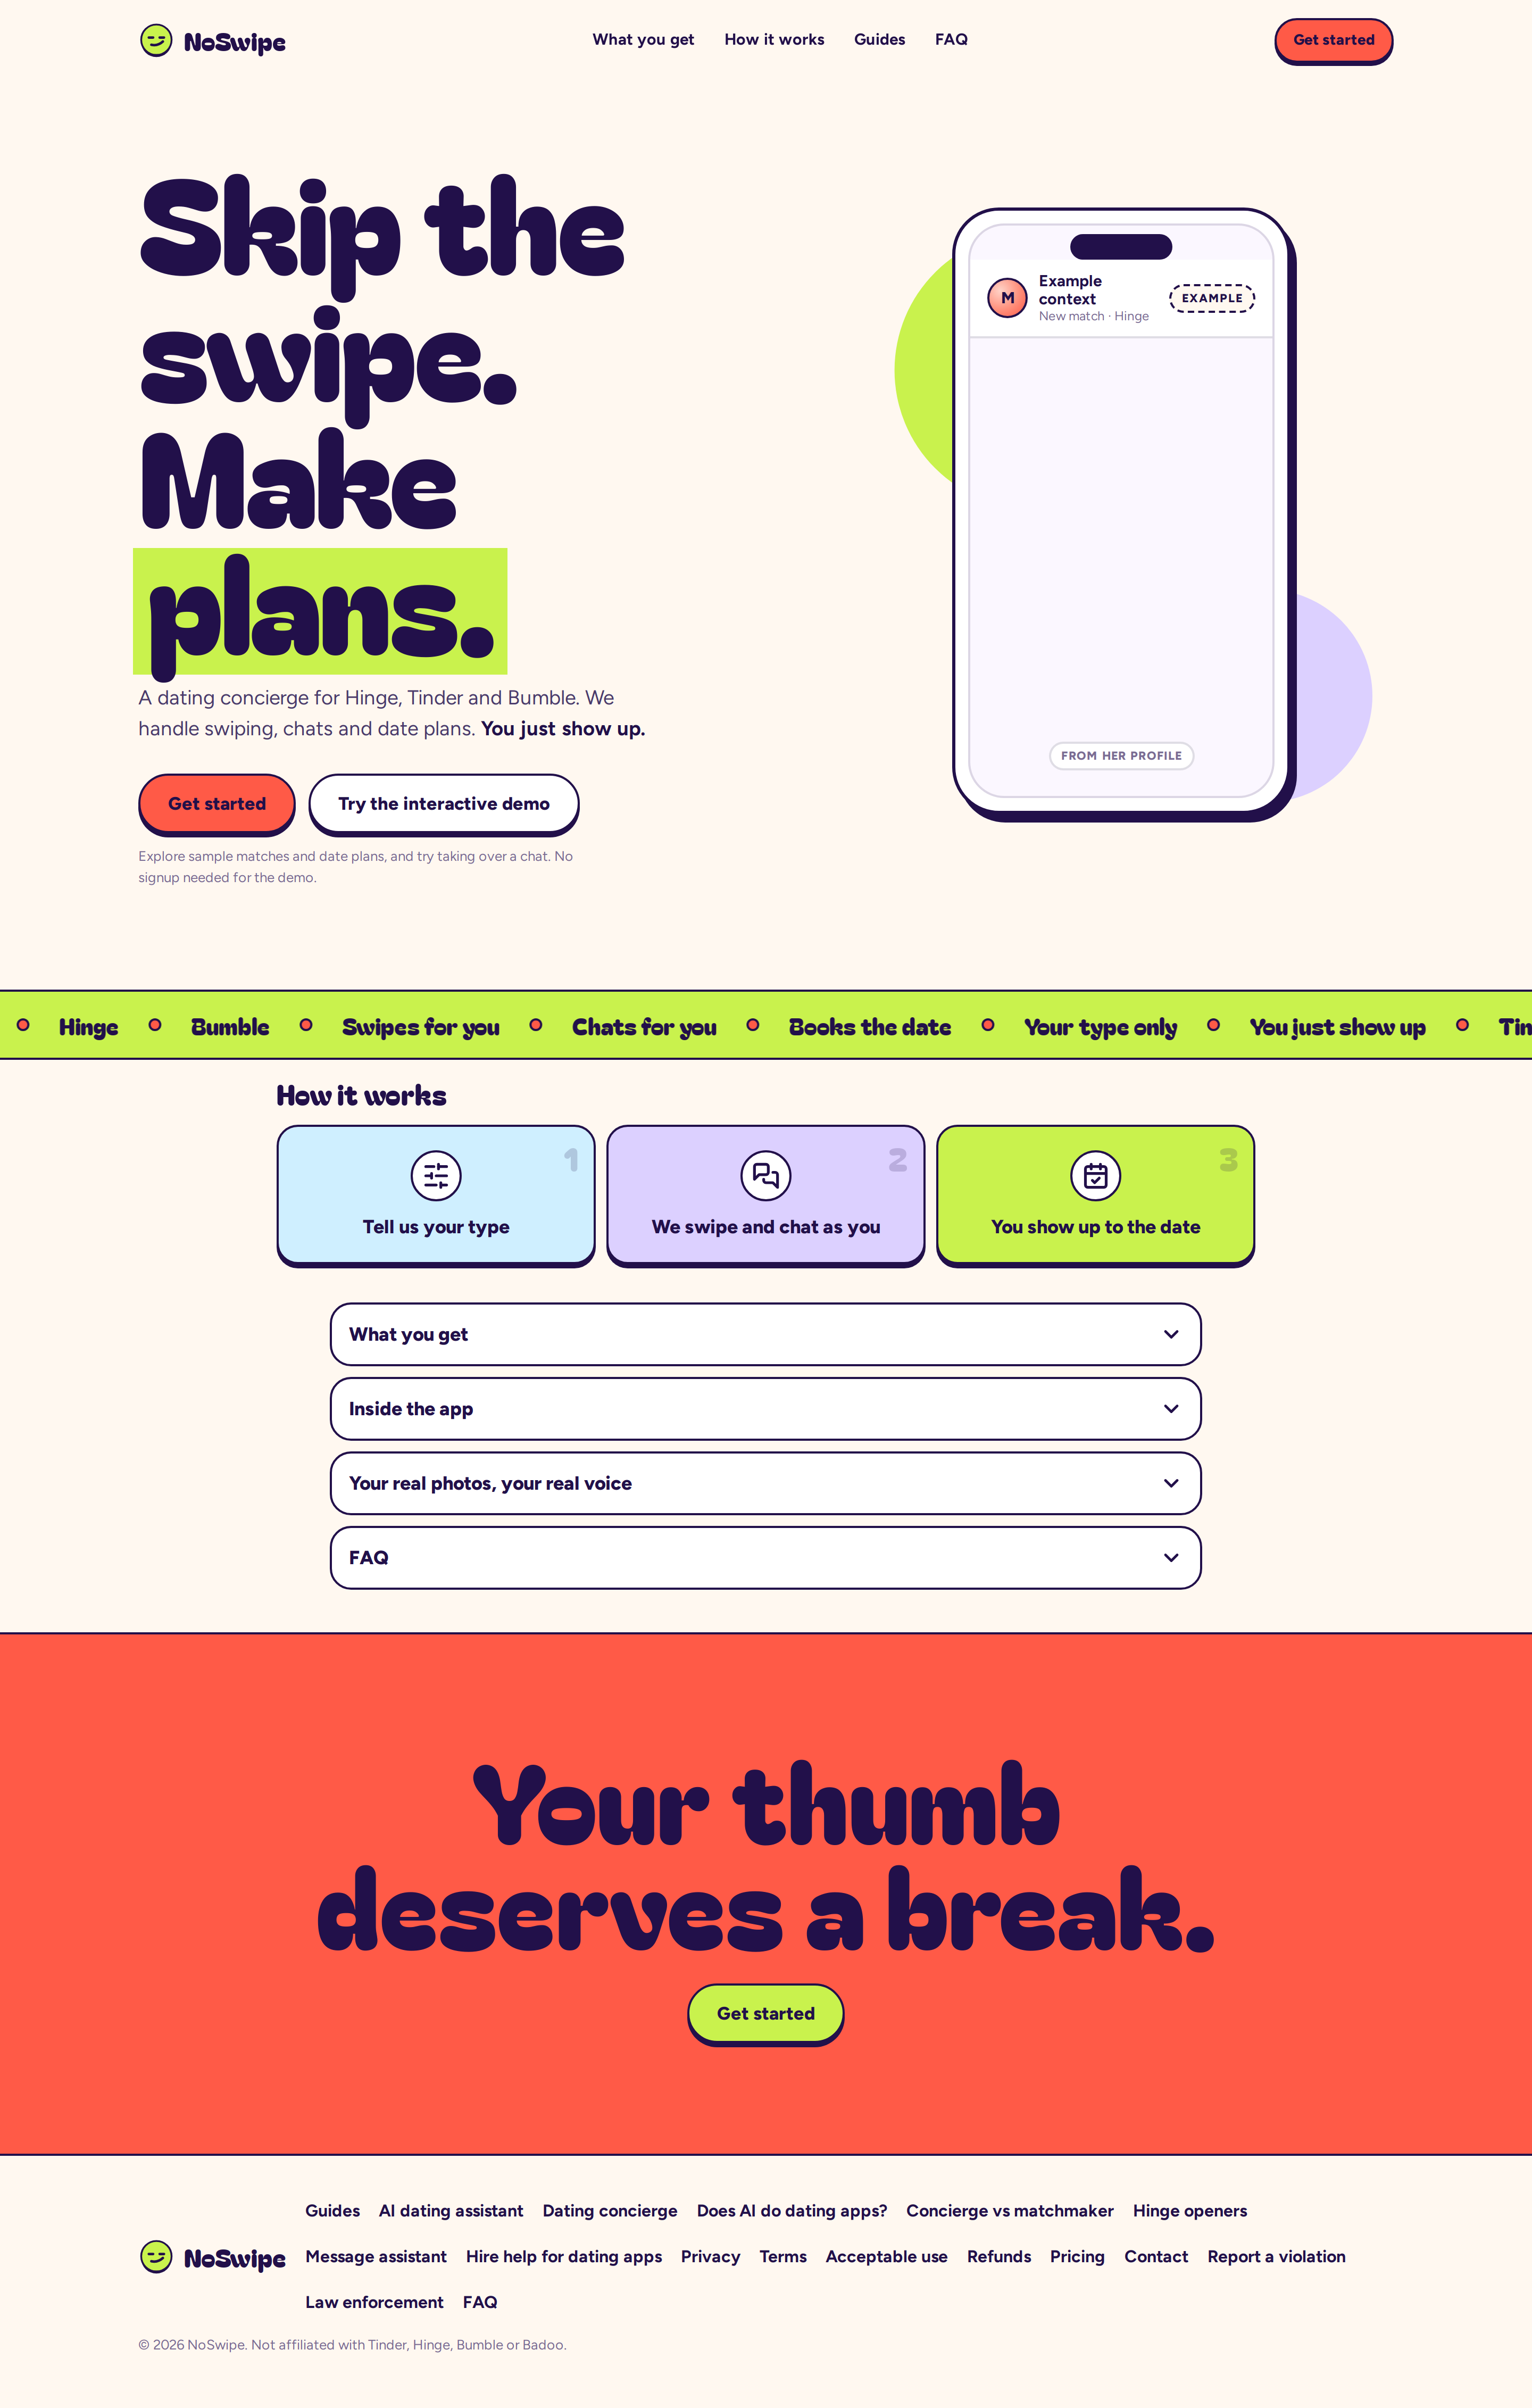 NoSwipe
What you get
How it works
Guides
FAQ
Get started
Skip the
swipe.
Make
plans.
A dating concierge for Hinge, Tinder and Bumble. We
handle swiping, chats and date plans. You just show up.
Get started
Try the interactive demo
Explore sample matches and date plans, and try taking over a chat. No
signup needed for the demo.
M
Example
context
New match · Hinge
EXAMPLE
FROM HER PROFILE
Hinge
Bumble
Swipes for you
Chats for you
Books the date
Your type only
You just show up
Tin
How it works
1
Tell us your type
2
We swipe and chat as you
3
You show up to the date
What you get
Inside the app
Your real photos, your real voice
FAQ
Your thumb
deserves a break.
Get started
NoSwipe
Guides AI dating assistant Dating concierge Does AI do dating apps? Concierge vs matchmaker Hinge openers
Message assistant Hire help for dating apps Privacy Terms Acceptable use Refunds Pricing Contact Report a violation
Law enforcement FAQ
© 2026 NoSwipe. Not affiliated with Tinder, Hinge, Bumble or Badoo.